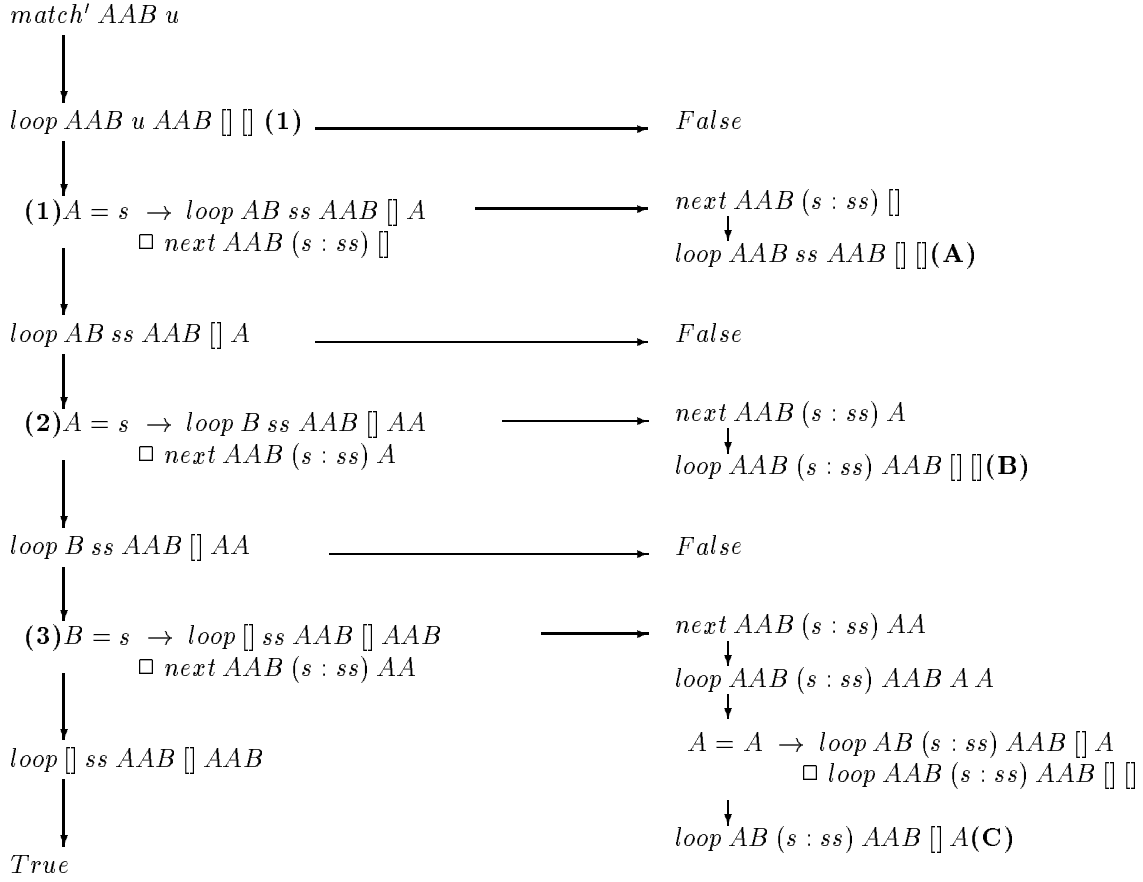 match′ AAB u
loop AAB u AAB [] [] (1)
False
(1)A = s → loop AB ss AAB [] A
□ next AAB (s : ss) []
next AAB (s : ss) []
loop AAB ss AAB [] [](A)
loop AB ss AAB [] A
False
(2)A = s → loop B ss AAB [] AA
□ next AAB (s : ss) A
next AAB (s : ss) A
loop AAB (s : ss) AAB [] [](B)
loop B ss AAB [] AA
False
(3)B = s → loop [] ss AAB [] AAB
□ next AAB (s : ss) AA
next AAB (s : ss) AA
loop AAB (s : ss) AAB A A
loop [] ss AAB [] AAB
A = A → loop AB (s : ss) AAB [] A
□ loop AAB (s : ss) AAB [] []
loop AB (s : ss) AAB [] A(C)
True